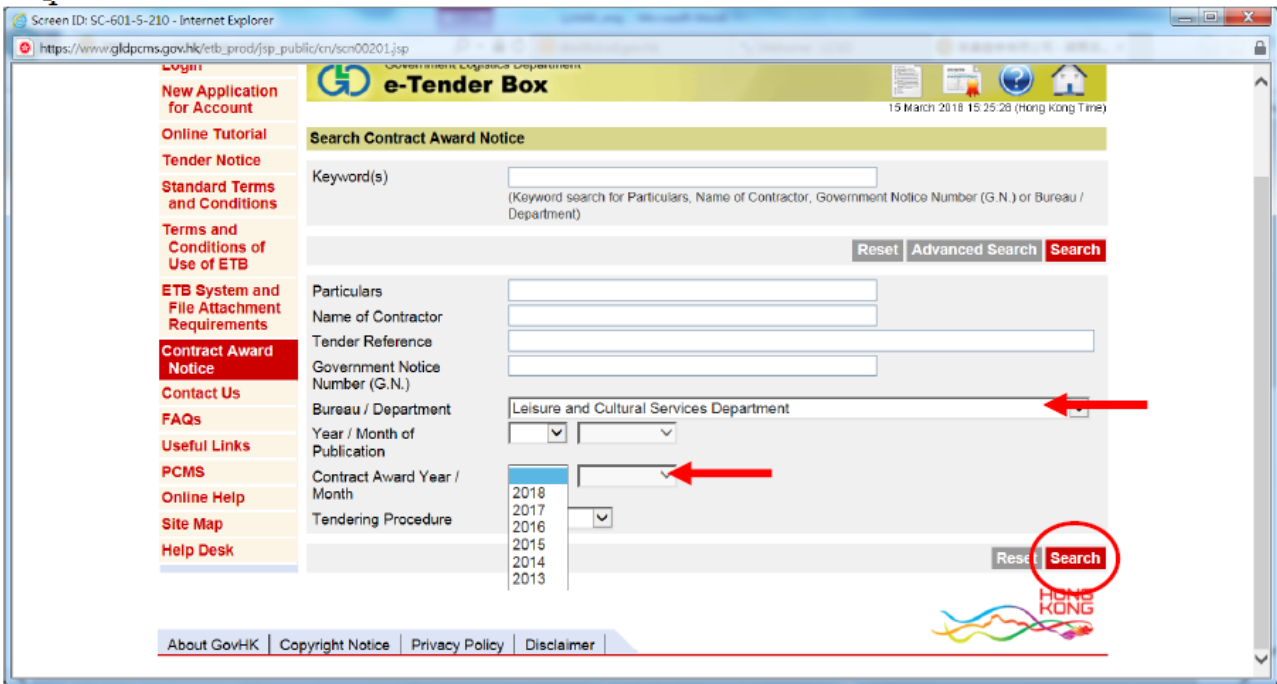 Screen ID: SC-601-5-210 - Internet Explorer
https://www.gldpcms.gov.hk/etb_prod/jsp_public/cn/scn00201.jsp
Login
New Application
for Account
Online Tutorial
Tender Notice
Standard Terms
and Conditions
Terms and
Conditions of
Use of ETB
ETB System and
File Attachment
Requirements
Contract Award
Notice
Contact Us
FAQs
Useful Links
PCMS
Online Help
Site Map
Help Desk
Government Logistics Department
e-Tender Box
15 March 2018 15:25:28 (Hong Kong Time)
Search Contract Award Notice
Keyword(s)
(Keyword search for Particulars, Name of Contractor, Government Notice Number (G.N.) or Bureau /
Department)
Reset Advanced Search Search
Particulars
Name of Contractor
Tender Reference
Government Notice
Number (G.N.)
Bureau / Department Leisure and Cultural Services Department
Year / Month of
Publication
Contract Award Year /
Month
2018
2017
2016
2015
2014
2013
Tendering Procedure
Reset Search
HONG
KONG
About GovHK | Copyright Notice | Privacy Policy | Disclaimer |